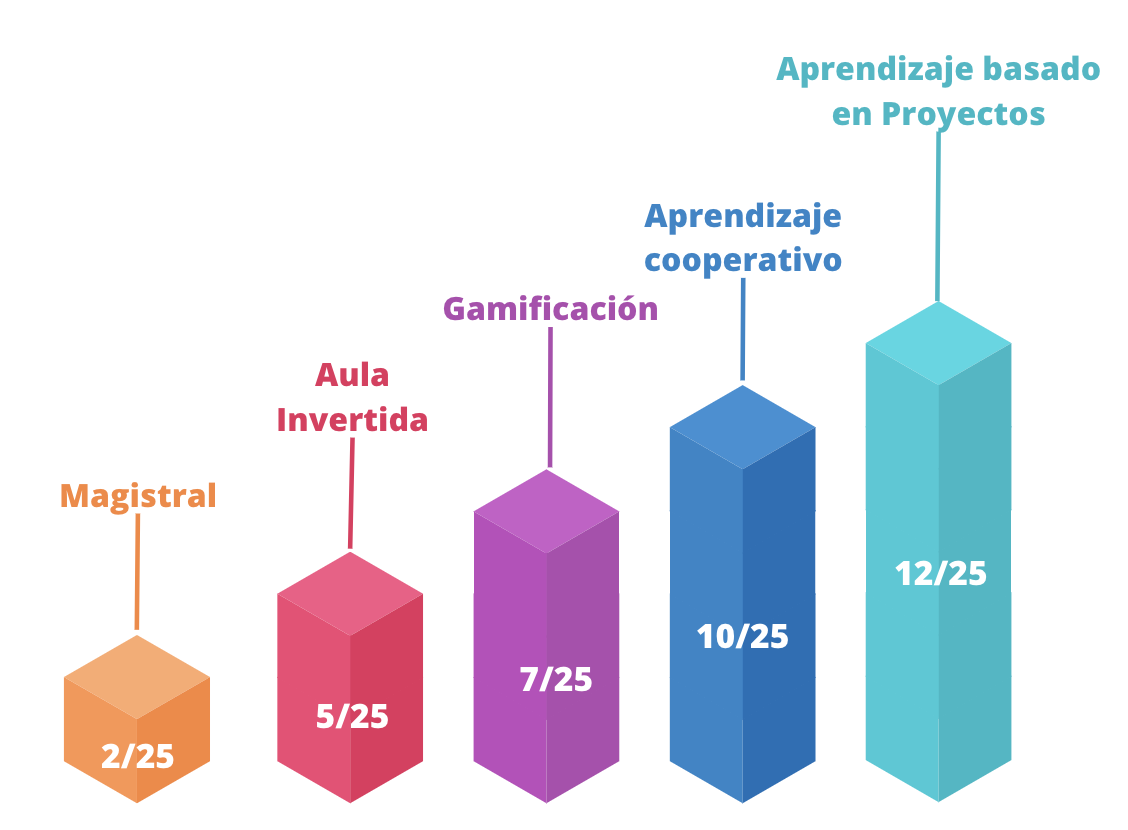 Magistral
2/25
Aula
Invertida
5/25
Gamificación
7/25
Aprendizaje
cooperativo
10/25
Aprendizaje basado
en Proyectos
12/25